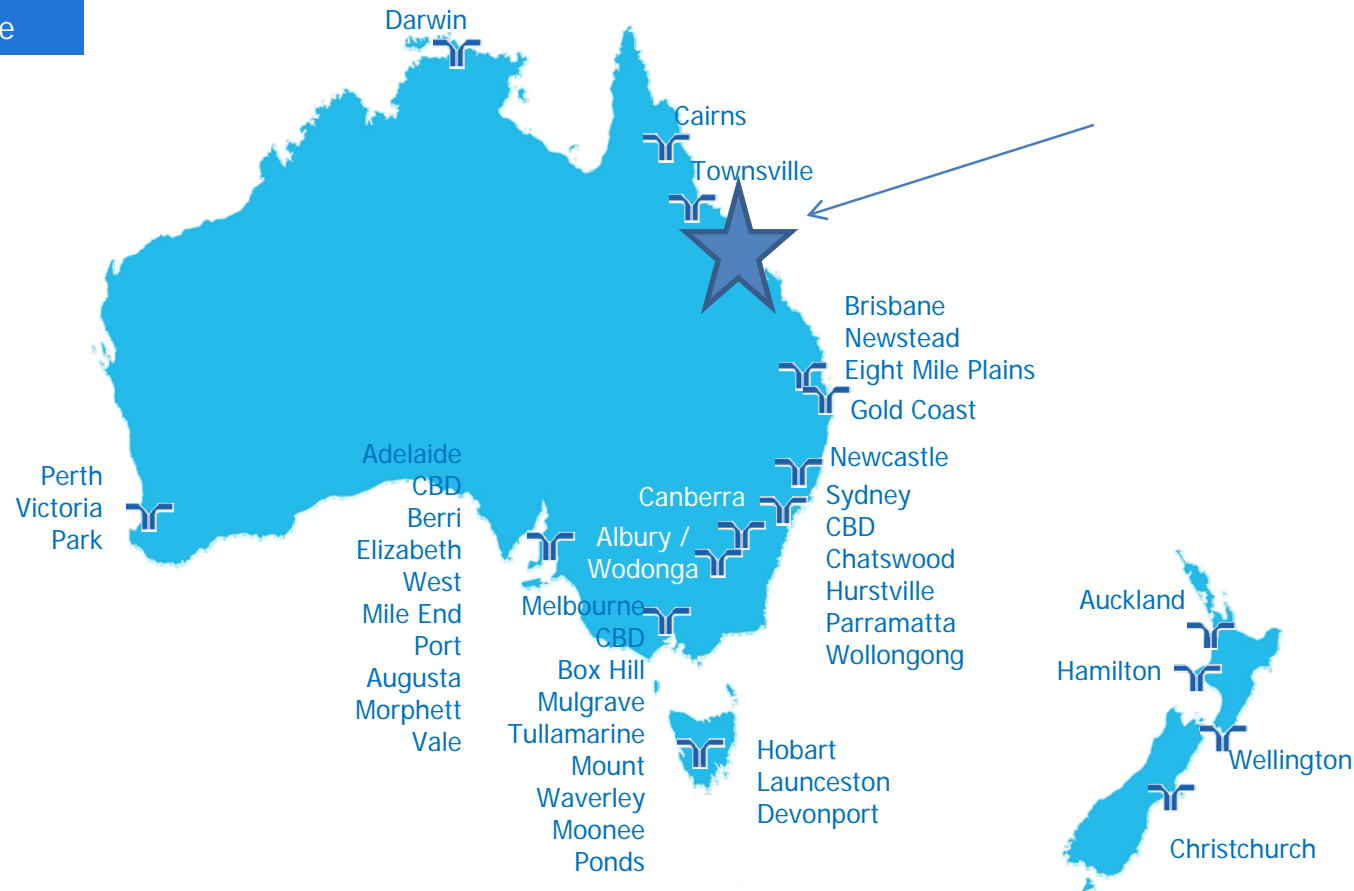 e
Darwin
Cairns
Townsville
Brisbane
Newstead
Eight Mile Plains
Gold Coast
Newcastle
Sydney
CBD
Chatswood
Hurstville
Parramatta
Wollongong
Canberra
Albury /
Wodonga
Perth
Victoria
Park
Adelaide
CBD
Berri
Elizabeth
West
Mile End
Port
Augusta
Morphett
Vale
Melbourne
CBD
Box Hill
Mulgrave
Tullamarine
Mount
Waverley
Moonee
Ponds
Hobart
Launceston
Devonport
Auckland
Hamilton
Wellington
Christchurch